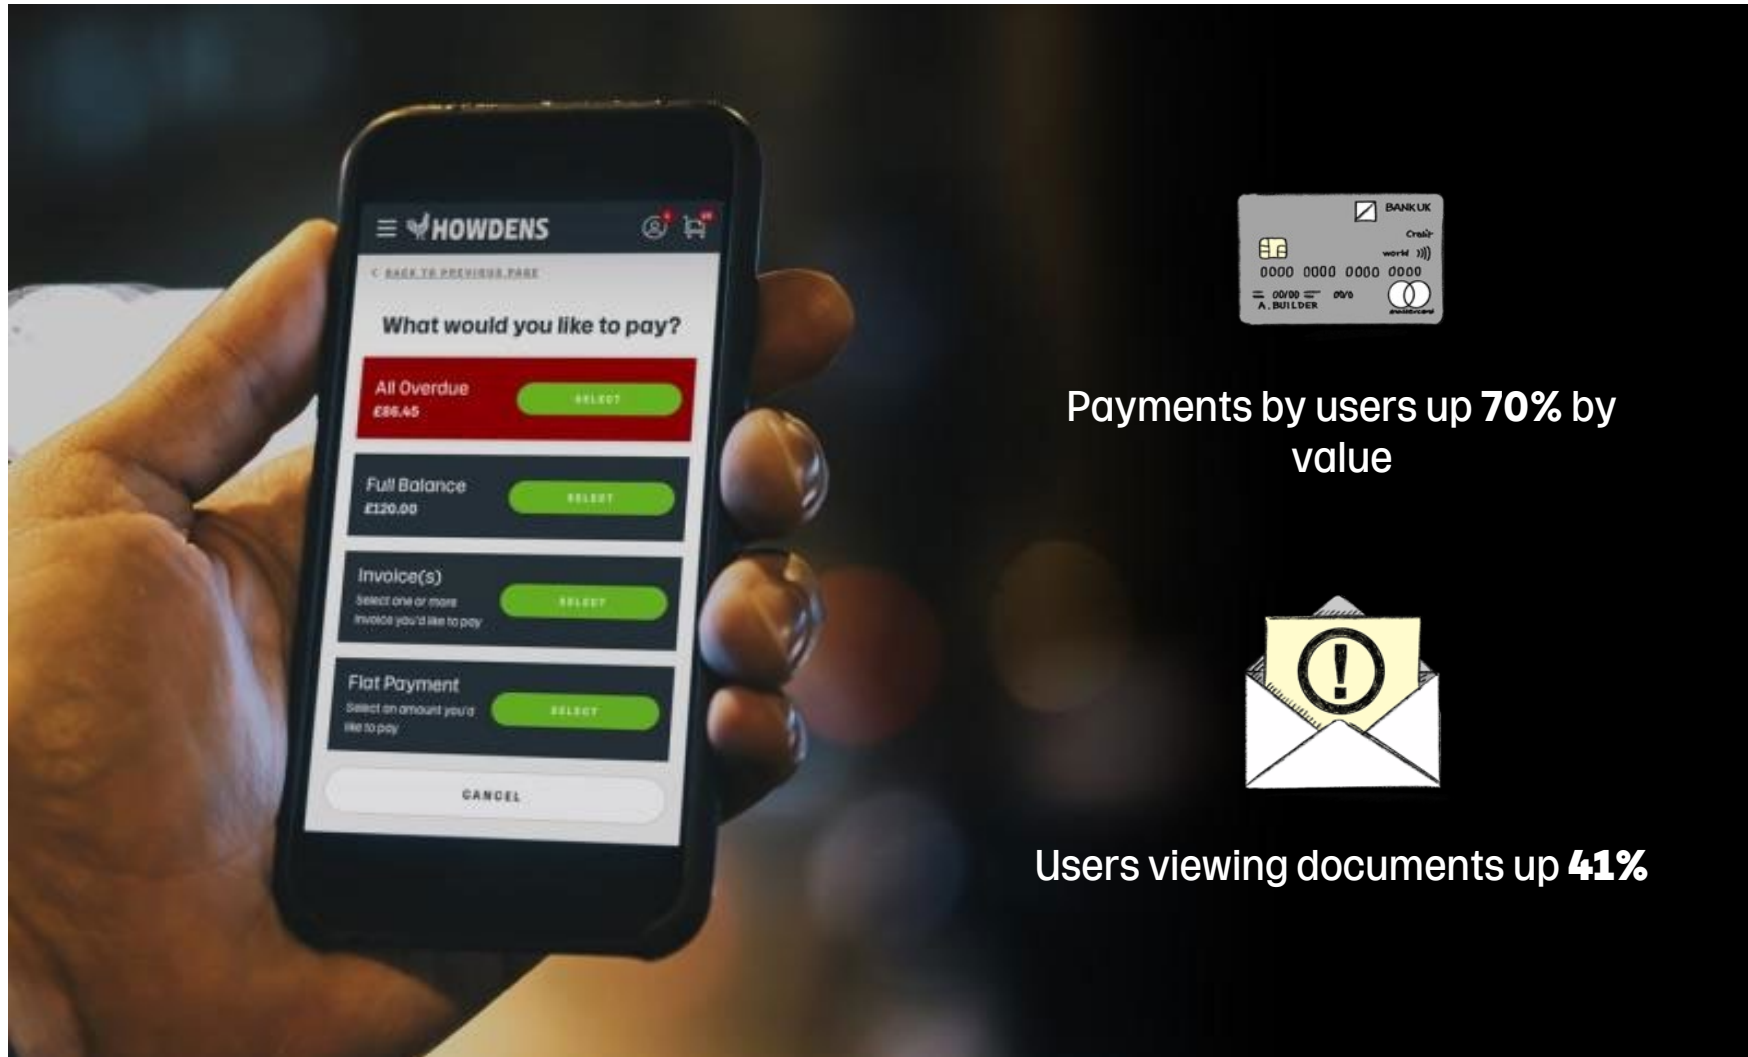 HOWDENS
BACK TO PREVIOUS PAGE
What would you like to pay?
All Overdue
£86.45
SELECT
Full Balance
£120.00
SELECT
Invoice(s)
Select one or more
invoice you'd like to pay
SELECT
Flat Payment
Select an amount you'd
like to pay
SELECT
CANCEL
BANK UK
Credit
world
0000 0000 0000 0000
00/00 00/0
A. BUILDER
Payments by users up 70% by
value
Users viewing documents up 41%